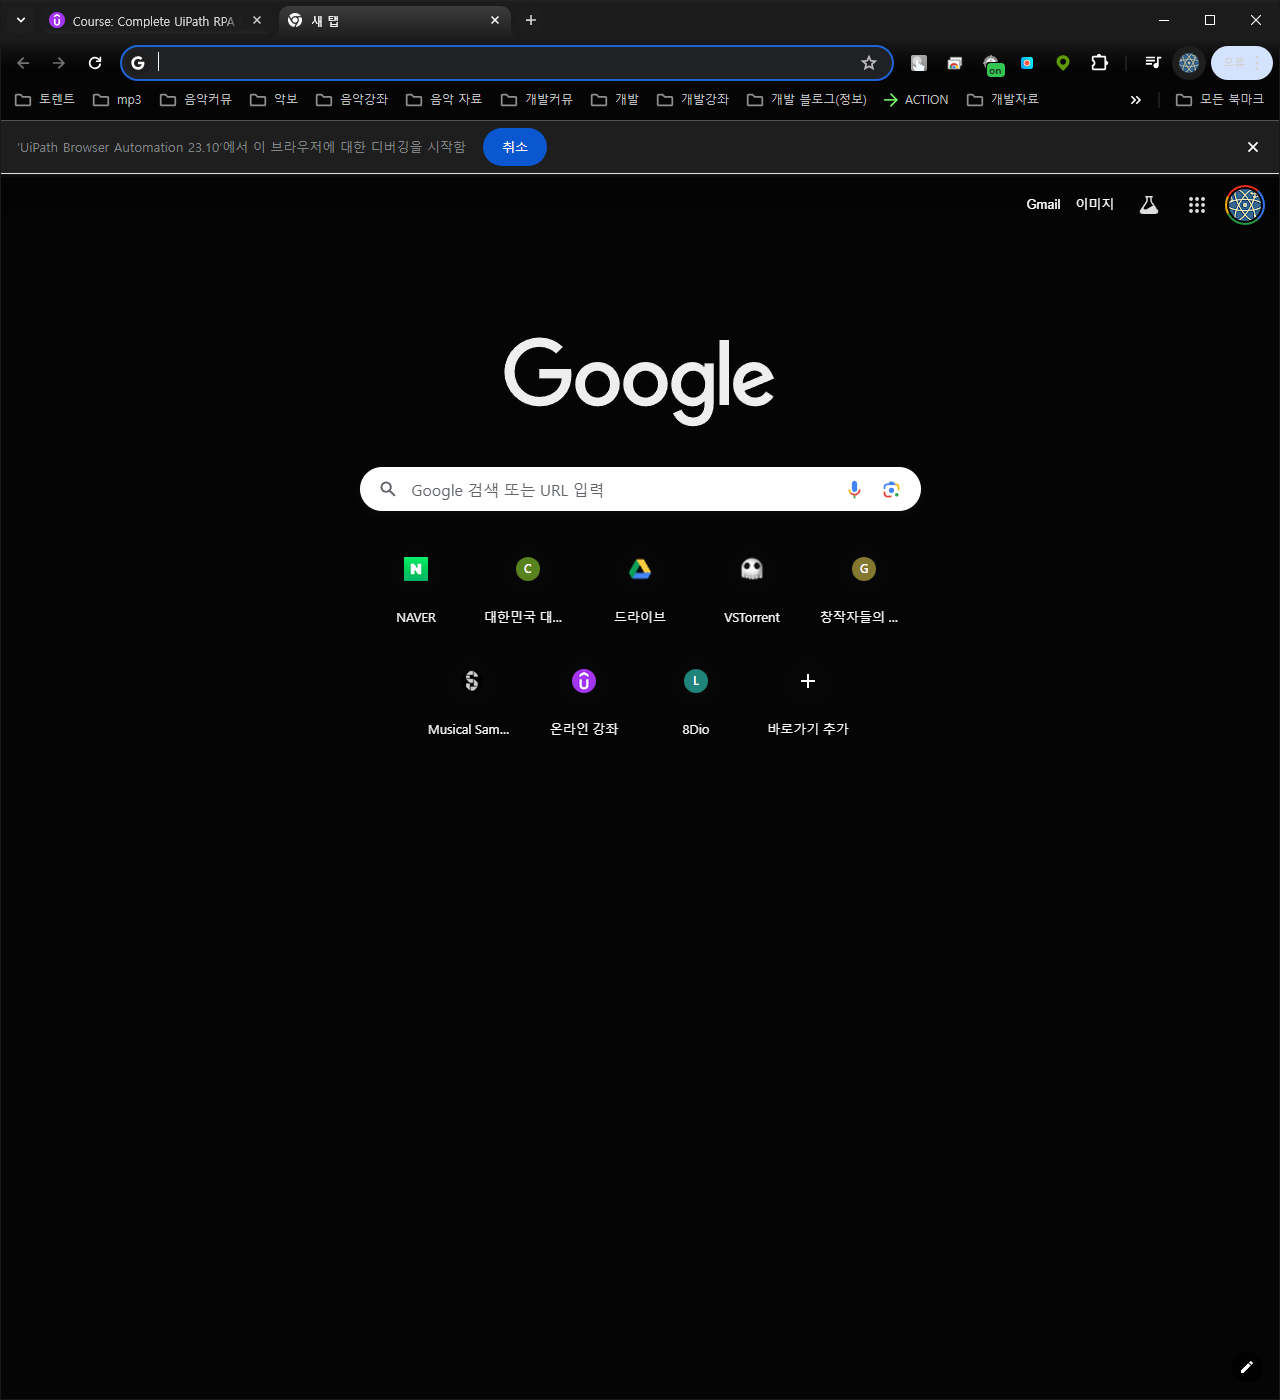 Course: Complete UiPath RPA
새 탭
on
오류
토렌트
mp3
음악커뮤
악보
음악강좌
음악 자료
개발커뮤
개발
개발강좌
개발 블로그(정보)
ACTION
개발자료
모든 북마크
'UiPath Browser Automation 23.10'에서 이 브라우저에 대한 디버깅을 시작함
취소
Gmail
이미지
Google
Google 검색 또는 URL 입력
N
C
G
NAVER
대한민국 대...
드라이브
VSTorrent
창작자들의 ...
L
Musical Sam...
온라인 강좌
8Dio
바로가기 추가